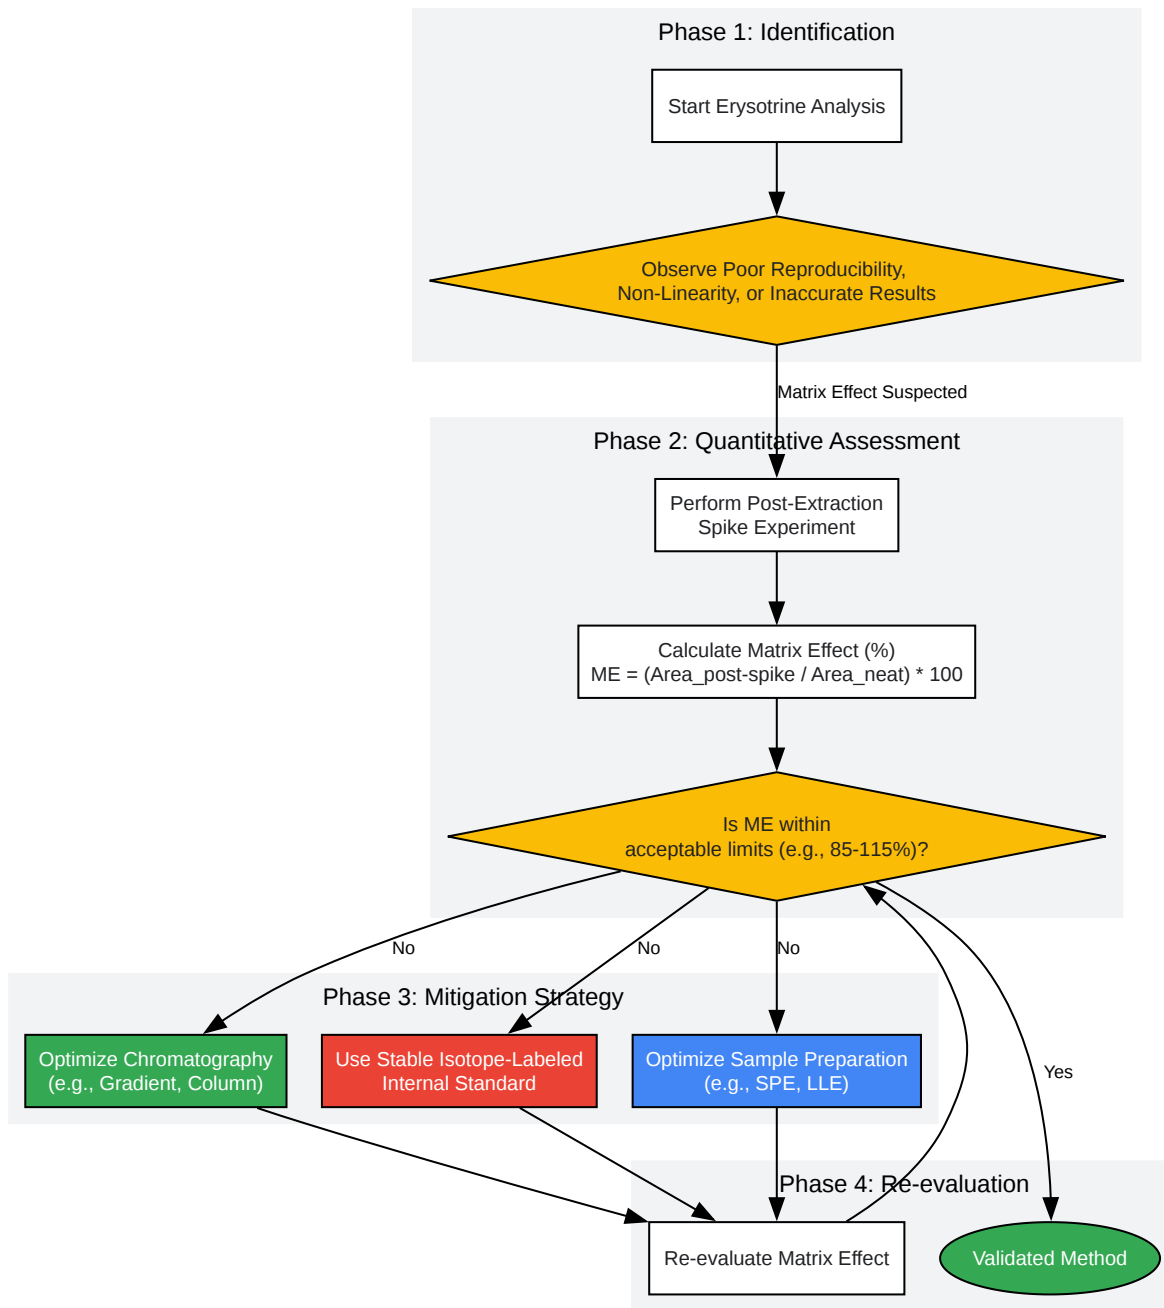 Phase 1: Identification
Start Erysotrine Analysis
Observe Poor Reproducibility,
Non-Linearity, or Inaccurate Results
Matrix Effect Suspected
Phase 2: Quantitative Assessment
Perform Post-Extraction
Spike Experiment
Calculate Matrix Effect (%)
ME = (Area_post-spike / Area_neat) * 100
Is ME within
acceptable limits (e.g., 85-115%)?
No
No
No
Phase 3: Mitigation Strategy
Optimize Chromatography
(e.g., Gradient, Column)
Use Stable Isotope-Labeled
Internal Standard
Optimize Sample Preparation
(e.g., SPE, LLE)
Yes
Phase 4: Re-evaluation
Re-evaluate Matrix Effect
Validated Method